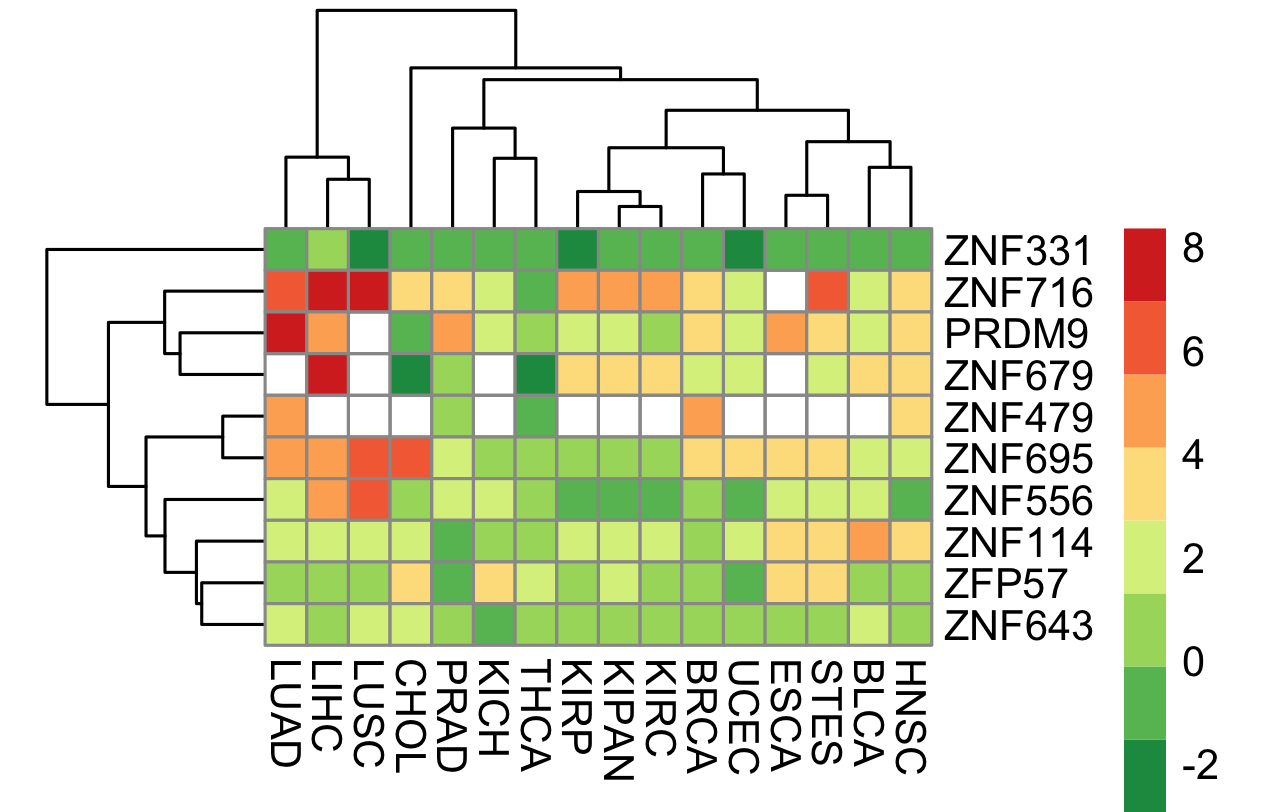 ZNF331
ZNF716
PRDM9
ZNF679
ZNF479
ZNF695
ZNF556
ZNF114
ZFP57
ZNF643
LUAD
LIHC
LUSC
CHOL
PRAD
KICH
THCA
KIRP
KIPAN
KIRC
BRCA
UCEC
ESCA
STES
BLCA
HNSC
8
6
4
2
0
-2